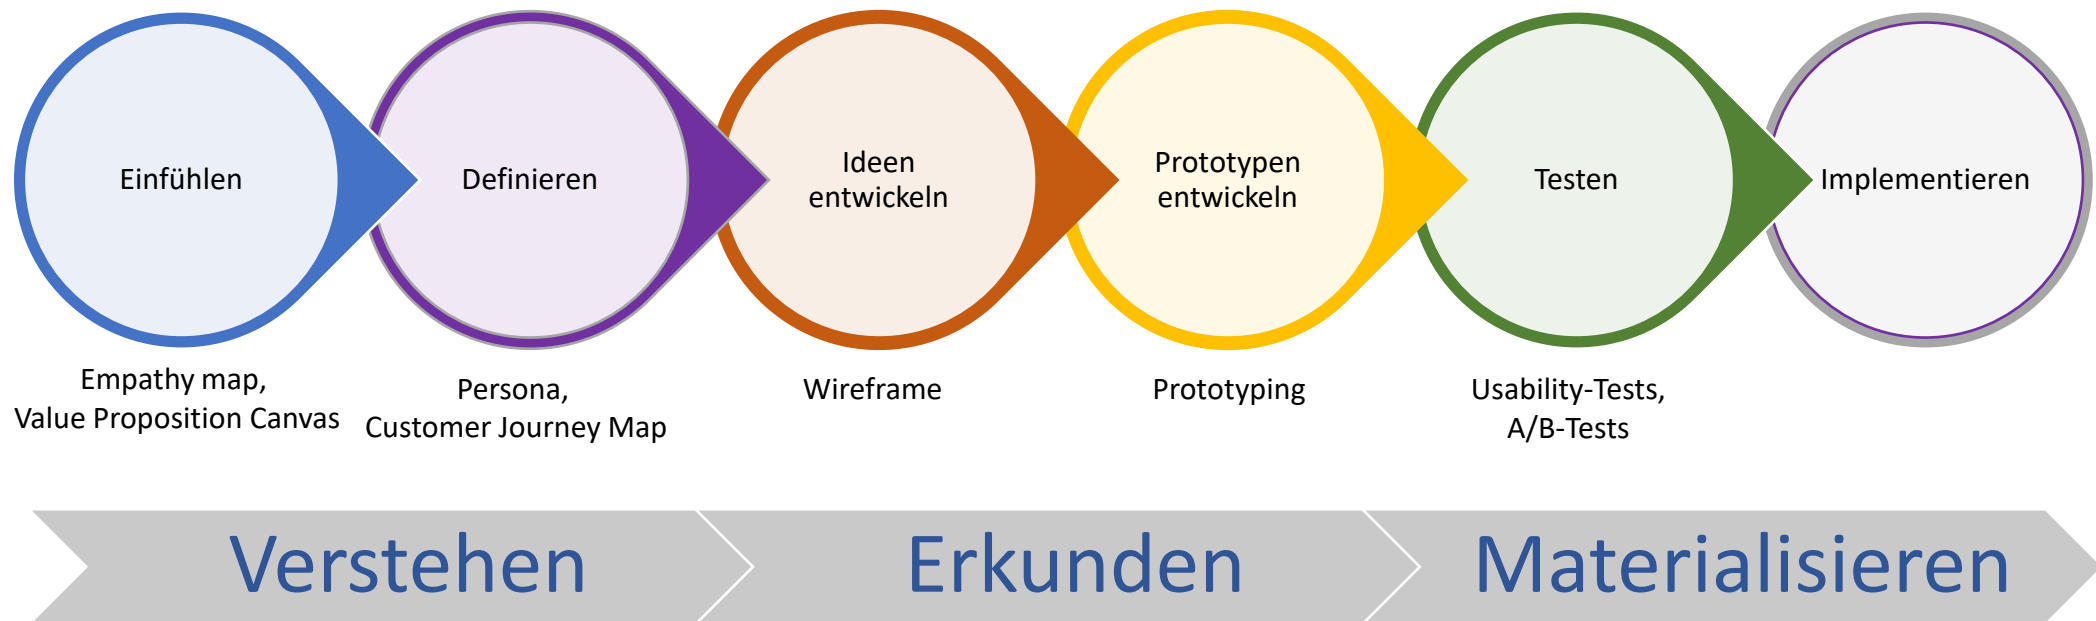 Einfühlen
Definieren
Ideen
entwickeln
Prototypen
entwickeln
Testen
Implementieren
Empathy map,
Value Proposition Canvas
Persona,
Customer Journey Map
Wireframe
Prototyping
Usability-Tests,
A/B-Tests
Verstehen
Erkunden
Materialisieren